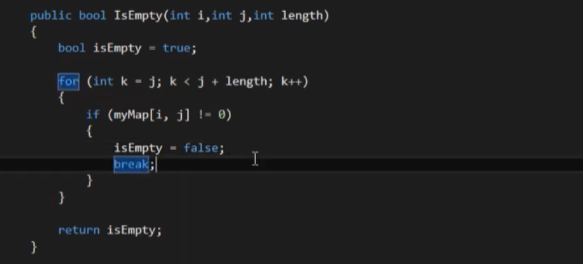 public bool IsEmpty(int i,int j,int length)
{
bool isEmpty = true;
for (int k = j; k < j + length; k++)
{
if (myMap[i, j] != 0)
{
isEmpty = false;
break;
}
}
return isEmpty;
}